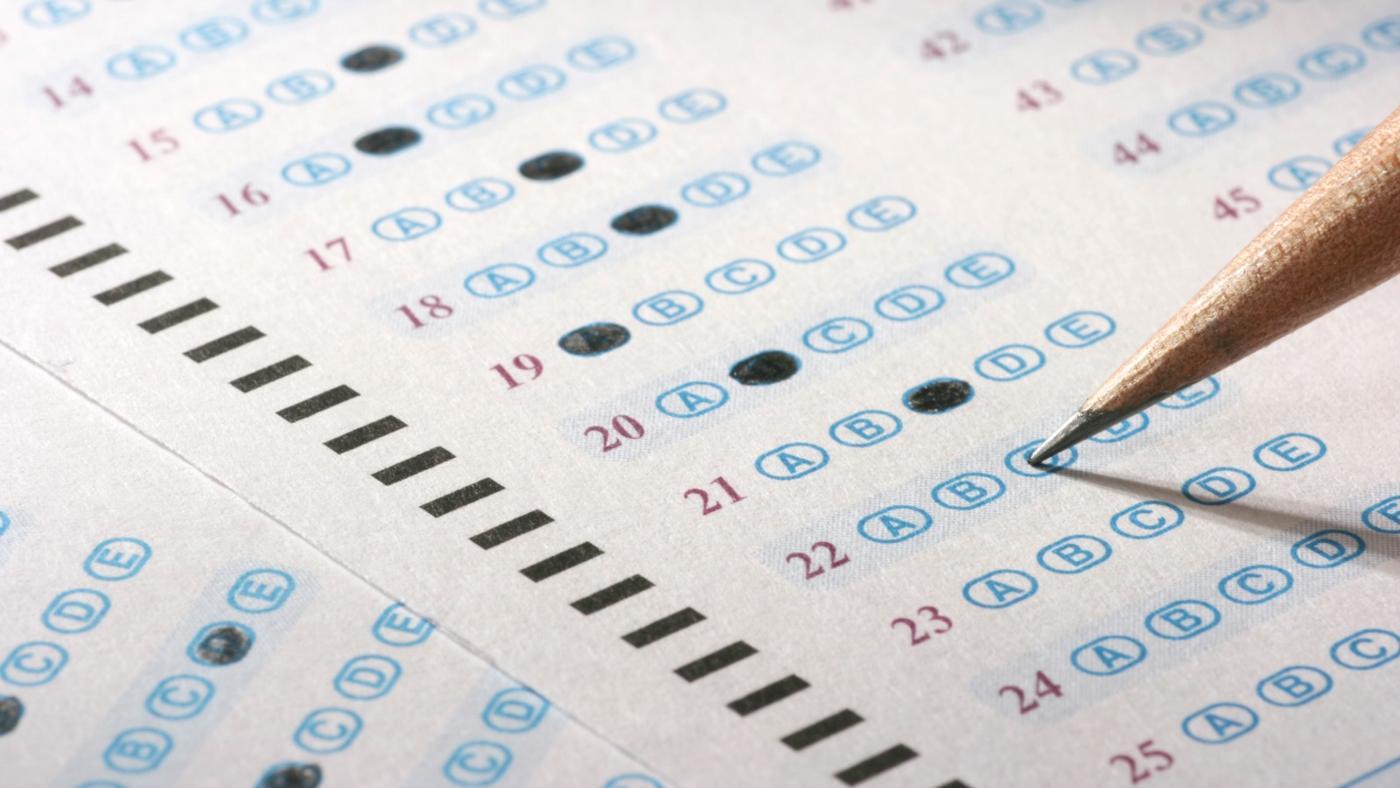 14 A B C
15 A B D E
16 A C D E
17 A B D E
18 A B D E
19 B C D E
20 A C D E
21 A B D E
22 A B
23 A B C D E
24 A B C D
25 A B C
42 A
43 A B C
44 A B C
45 A
C D E
B C E
C D E
C D